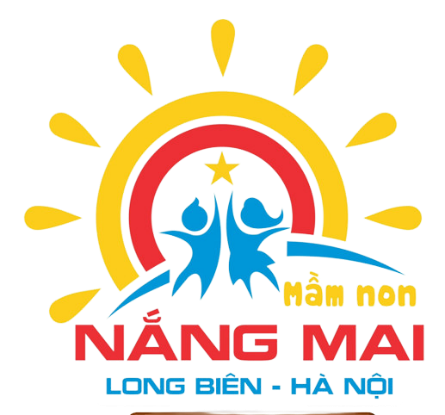 Mầm non
NẮNG MAI
LONG BIÊN - HÀ NỘI